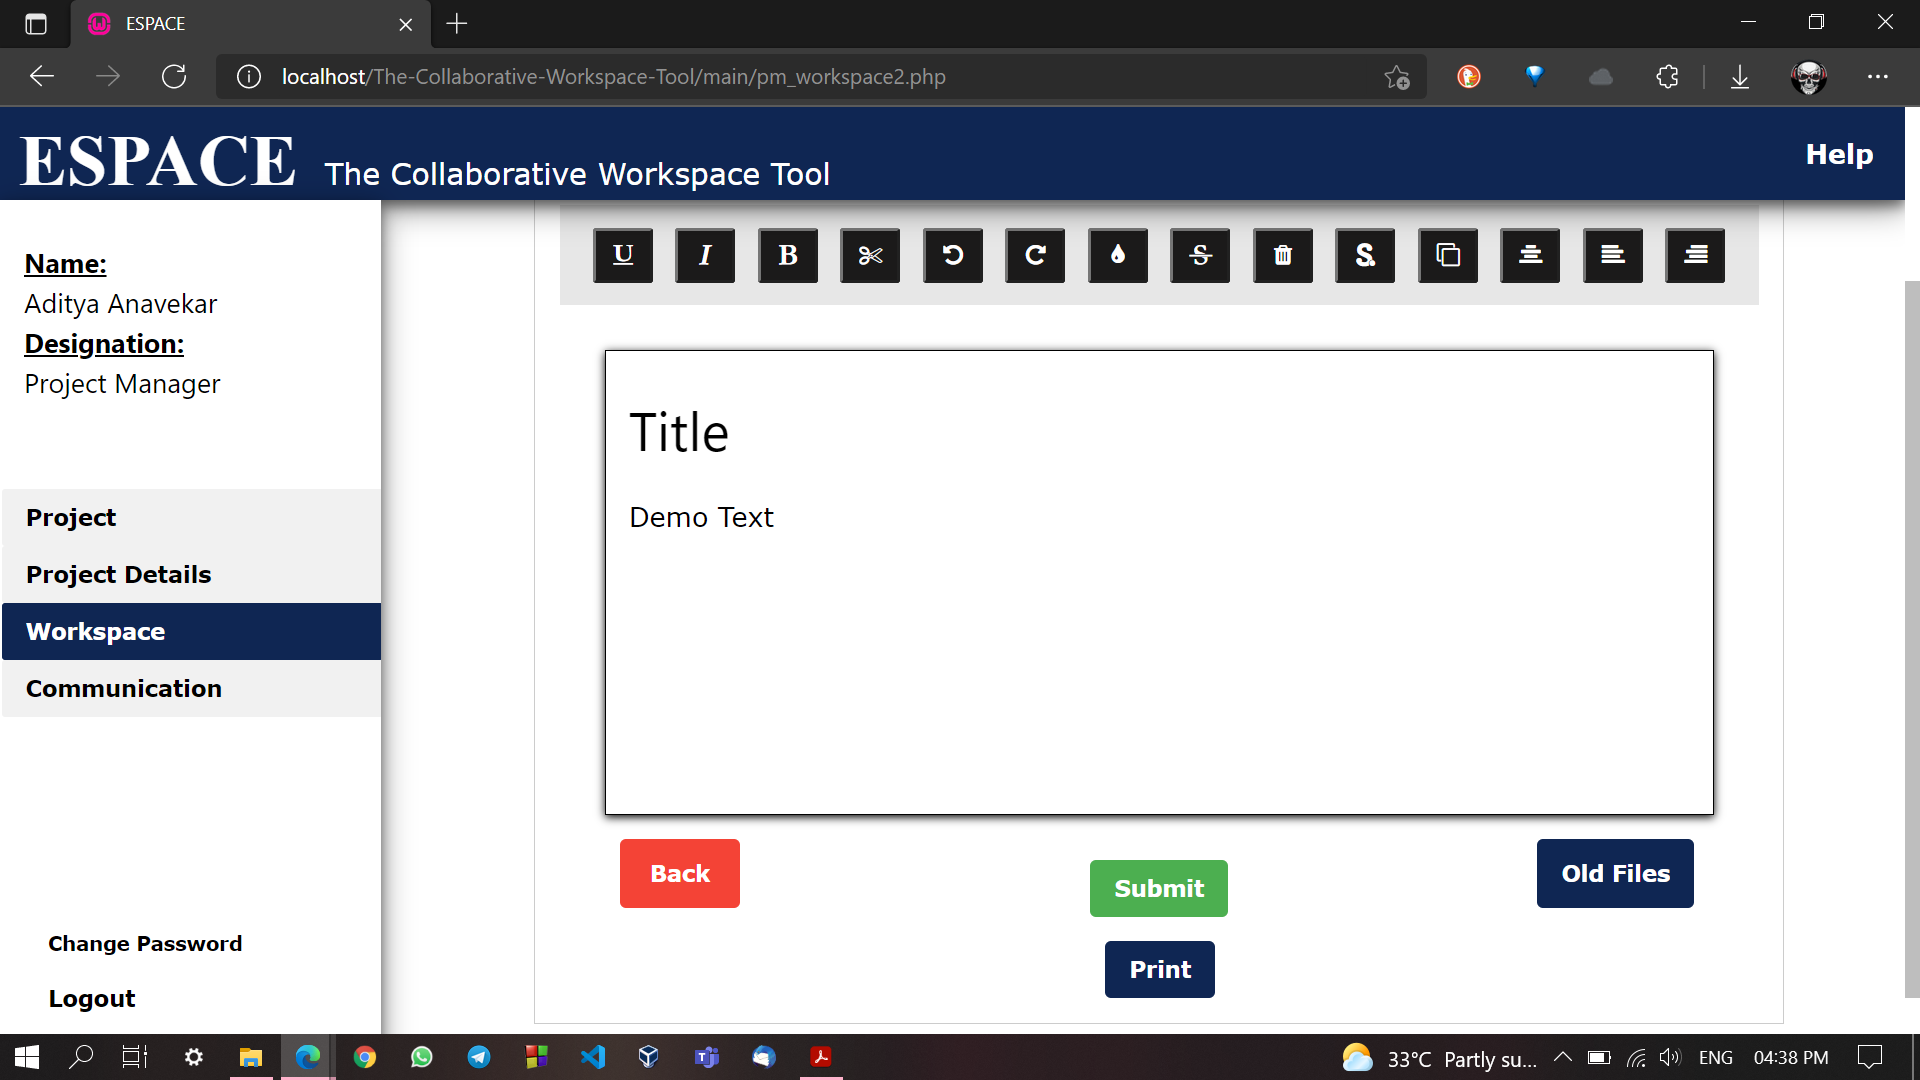 ESPACE
localhost/The-Collaborative-Workspace-Tool/main/pm_workspace2.php
ESPACE The Collaborative Workspace Tool
Help
Name:
Aditya Anavekar
Designation:
Project Manager
Project
Project Details
Workspace
Communication
Change Password
Logout
U I B S S
Title
Demo Text
Back
Submit
Old Files
Print
33°C Partly su... ENG 04:38 PM